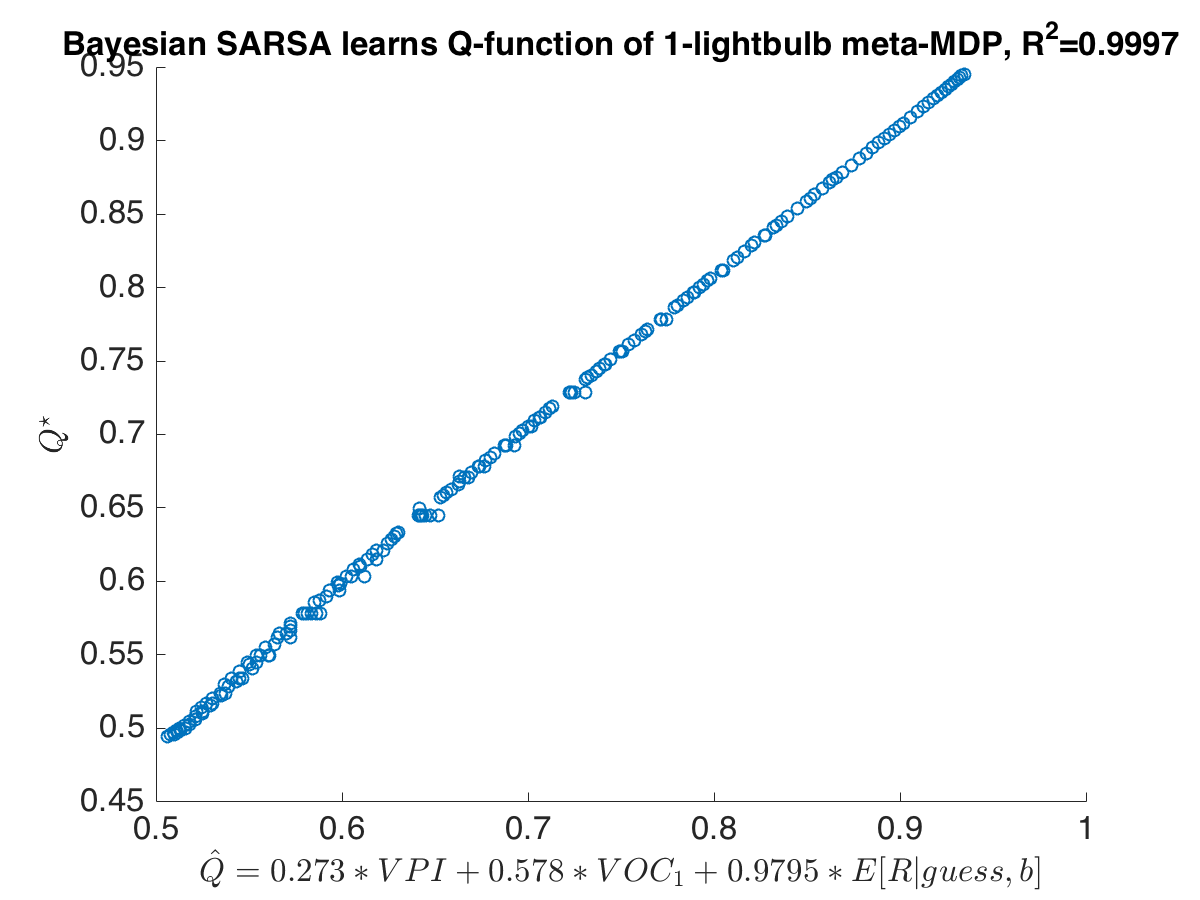 Bayesian SARSA learns Q-function of 1-lightbulb meta-MDP, R²=0.9997
0.95
0.9
0.85
0.8
0.75
0.7
0.65
0.6
0.55
0.5
0.45
Q⋆
0.5 0.6 0.7 0.8 0.9 1
Q̂ = 0.273 ∗ VPI + 0.578 ∗ VOC₁ + 0.9795 ∗ E[R|guess, b]